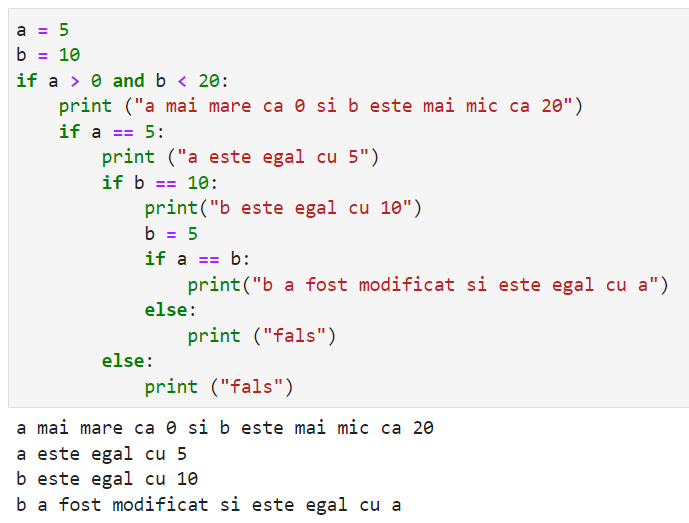 a = 5
b = 10
if a > 0 and b < 20:
    print ("a mai mare ca 0 si b este mai mic ca 20")
    if a == 5:
        print ("a este egal cu 5")
        if b == 10:
            print("b este egal cu 10")
            b = 5
            if a == b:
                print("b a fost modificat si este egal cu a")
            else:
                print ("fals")
        else:
            print ("fals")
a mai mare ca 0 si b este mai mic ca 20
a este egal cu 5
b este egal cu 10
b a fost modificat si este egal cu a